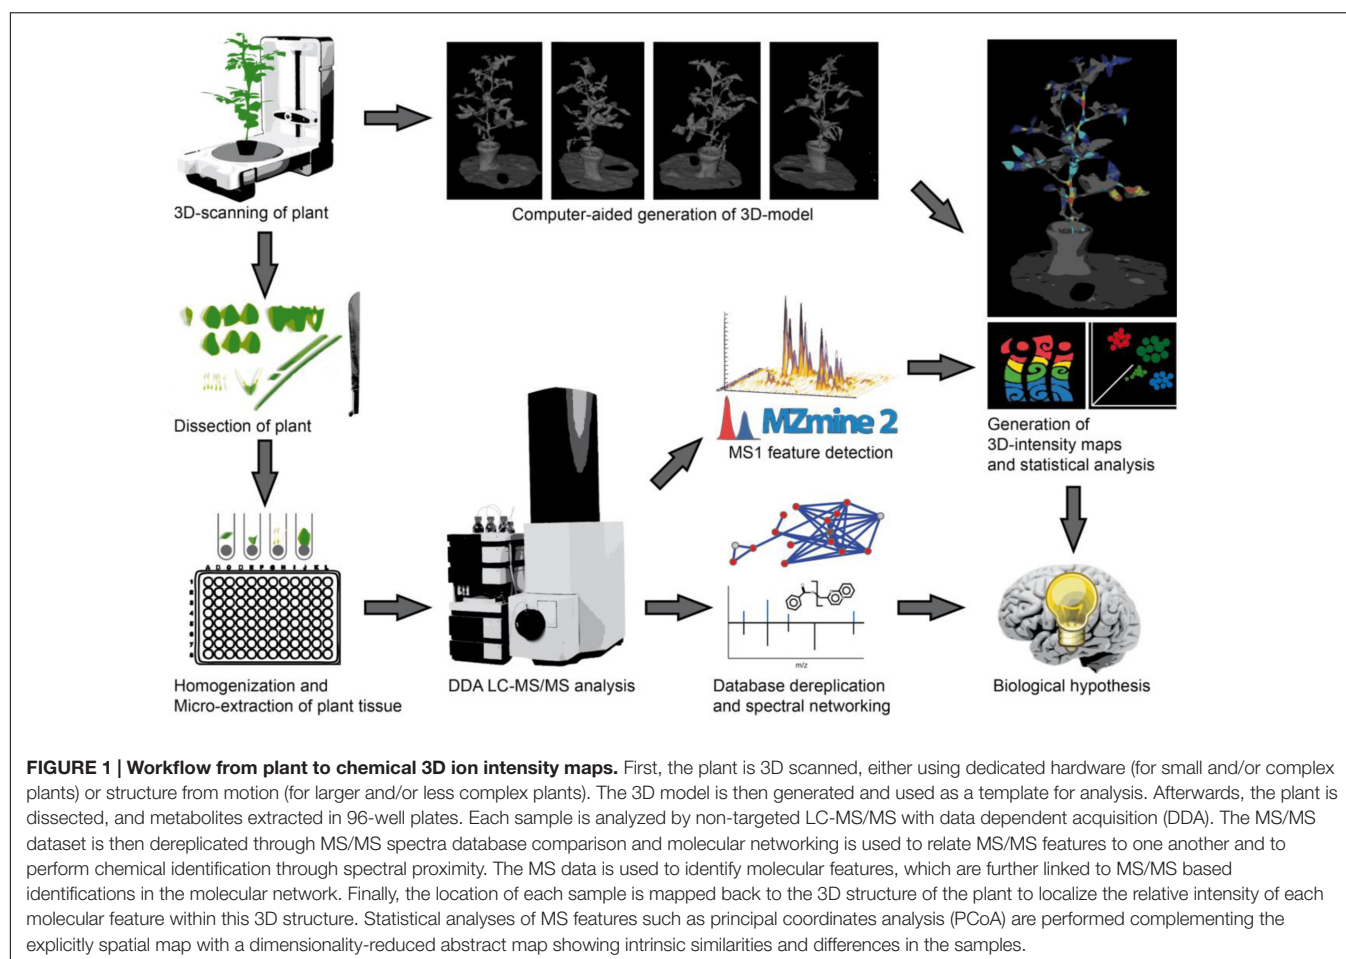 3D-scanning of plant
Computer-aided generation of 3D-model
Dissection of plant
MZmine 2
MS1 feature detection
Generation of
3D-intensity maps
and statistical analysis
Homogenization and
Micro-extraction of plant tissue
DDA LC-MS/MS analysis
m/z
Database dereplication
and spectral networking
Biological hypothesis
FIGURE 1 | Workflow from plant to chemical 3D ion intensity maps. First, the plant is 3D scanned, either using dedicated hardware (for small and/or complex
plants) or structure from motion (for larger and/or less complex plants). The 3D model is then generated and used as a template for analysis. Afterwards, the plant is
dissected, and metabolites extracted in 96-well plates. Each sample is analyzed by non-targeted LC-MS/MS with data dependent acquisition (DDA). The MS/MS
dataset is then dereplicated through MS/MS spectra database comparison and molecular networking is used to relate MS/MS features to one another and to
perform chemical identification through spectral proximity. The MS data is used to identify molecular features, which are further linked to MS/MS based
identifications in the molecular network. Finally, the location of each sample is mapped back to the 3D structure of the plant to localize the relative intensity of each
molecular feature within this 3D structure. Statistical analyses of MS features such as principal coordinates analysis (PCoA) are performed complementing the
explicitly spatial map with a dimensionality-reduced abstract map showing intrinsic similarities and differences in the samples.